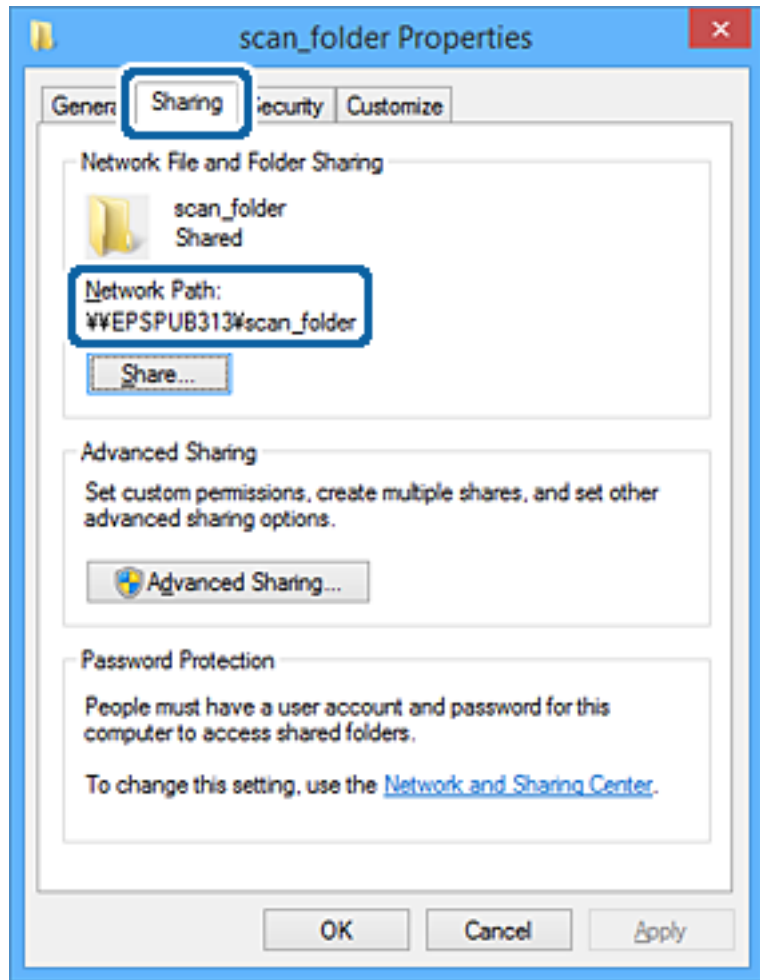 scan_folder Properties
General Sharing Security Customize
Network File and Folder Sharing
scan_folder
Shared
Network Path:
¥¥EPSPUB313¥scan_folder
Share...
Advanced Sharing
Set custom permissions, create multiple shares, and set other
advanced sharing options.
Advanced Sharing...
Password Protection
People must have a user account and password for this
computer to access shared folders.
To change this setting, use the Network and Sharing Center.
OK Cancel Apply